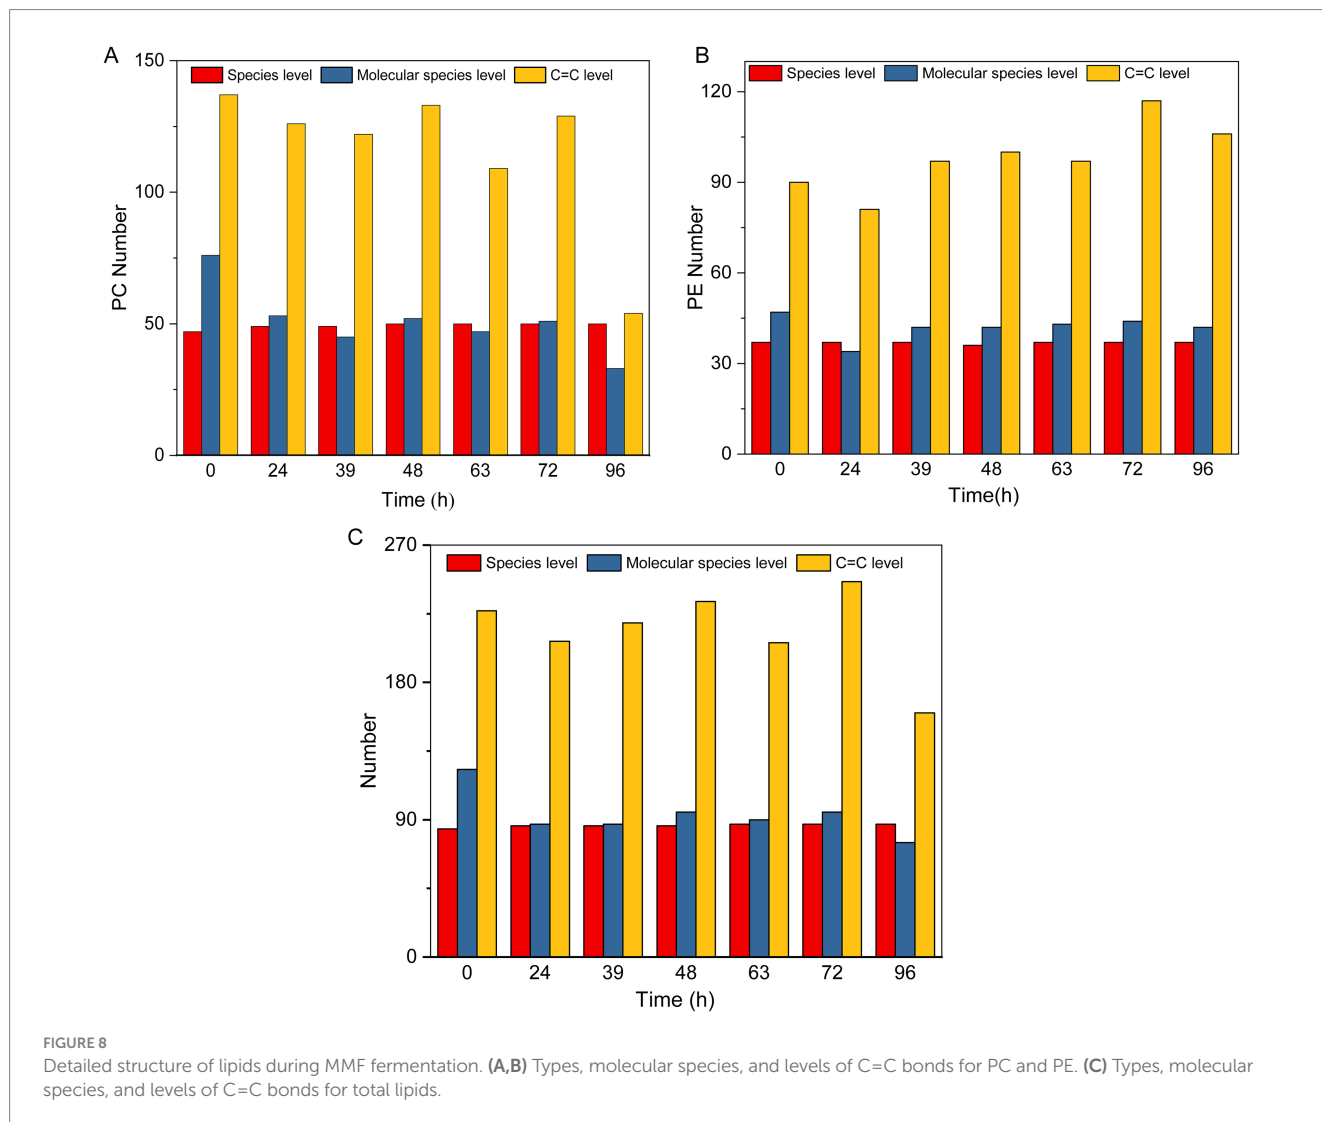 A
150
100
50
0
PC Number
Species level
Molecular species level
C=C level
0 24 39 48 63 72 96
Time (h)
B
120
90
60
30
0
PE Number
Species level
Molecular species level
C=C level
0 24 39 48 63 72 96
Time(h)
C
270
180
90
0
Number
Species level
Molecular species level
C=C level
0 24 39 48 63 72 96
Time (h)
FIGURE 8
Detailed structure of lipids during MMF fermentation. (A,B) Types, molecular species, and levels of C=C bonds for PC and PE. (C) Types, molecular
species, and levels of C=C bonds for total lipids.